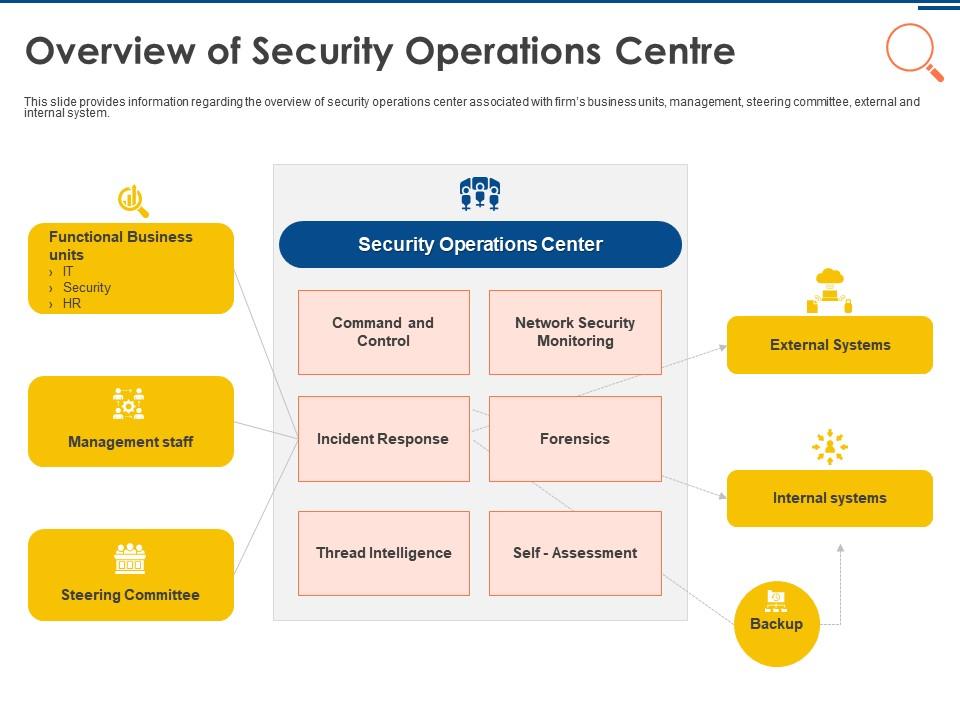 Overview of Security Operations Centre
This slide provides information regarding the overview of security operations center associated with firm's business units, management, steering committee, external and
internal system.
Functional Business
units
› IT
› Security
› HR
Management staff
Steering Committee
Security Operations Center
Command and
Control
Network Security
Monitoring
Incident Response
Forensics
Thread Intelligence
Self - Assessment
External Systems
Internal systems
Backup